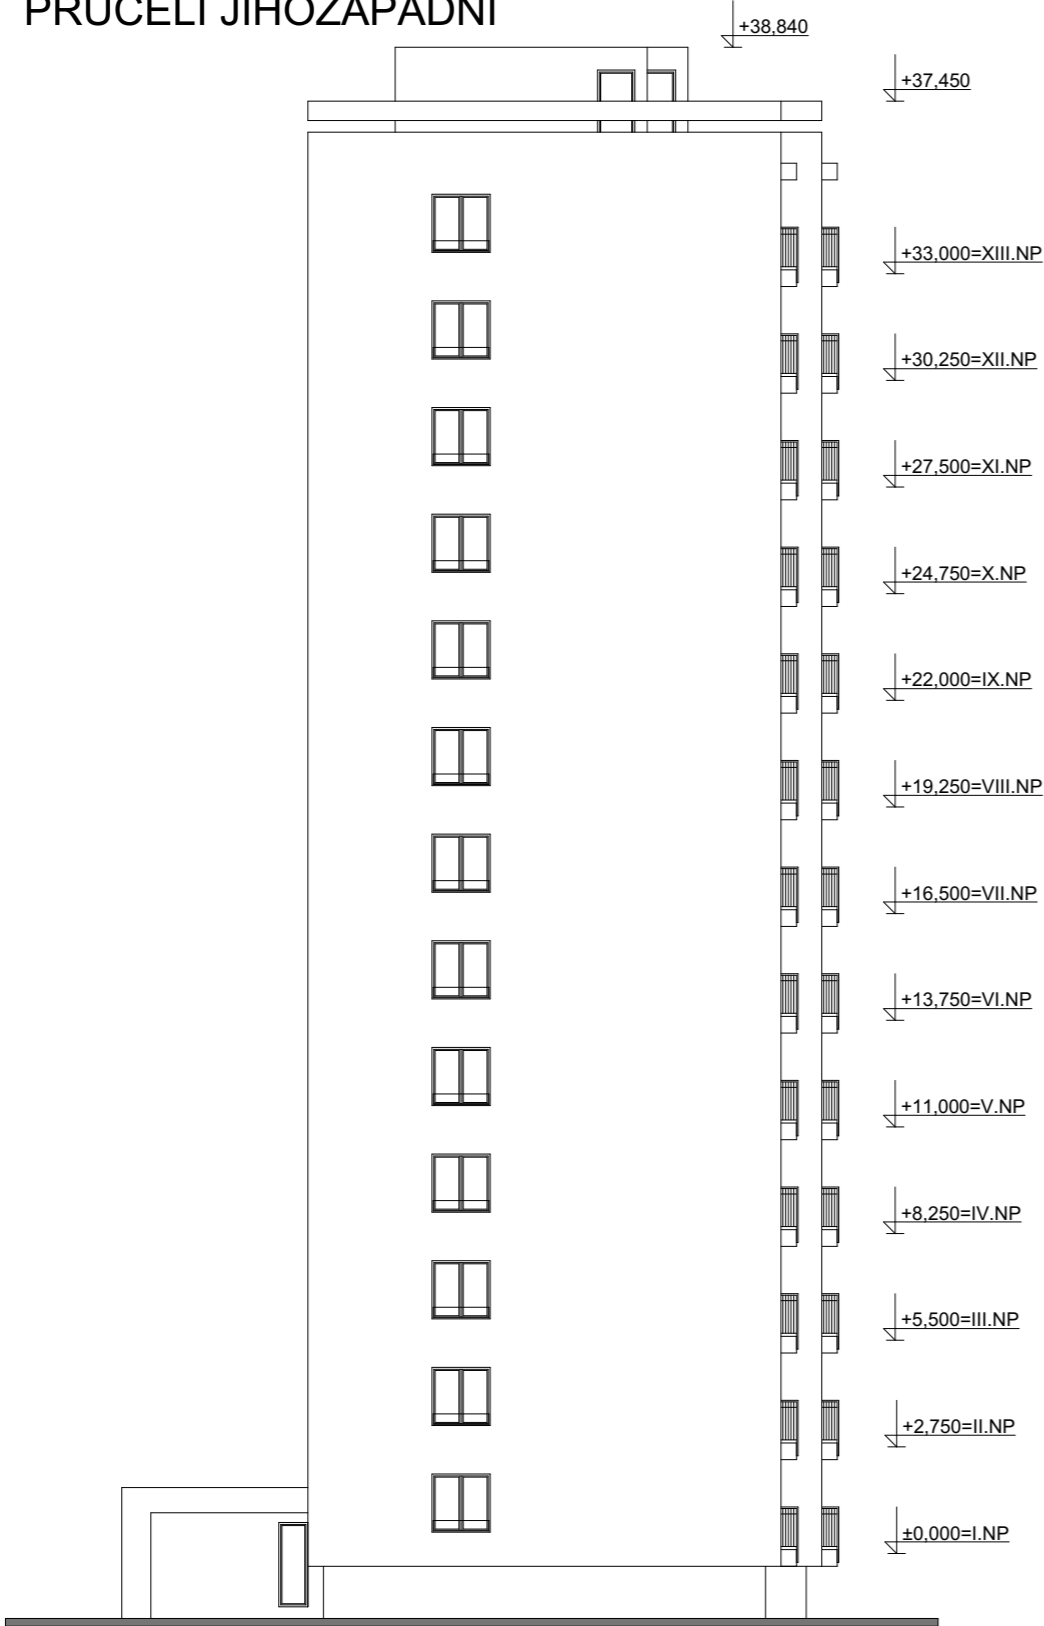 PRŮČELÍ JIHOZÁPADNÍ
+38,840
+37,450
+33,000=XIII.NP
+30,250=XII.NP
+27,500=XI.NP
+24,750=X.NP
+22,000=IX.NP
+19,250=VIII.NP
+16,500=VII.NP
+13,750=VI.NP
+11,000=V.NP
+8,250=IV.NP
+5,500=III.NP
+2,750=II.NP
±0,000=I.NP